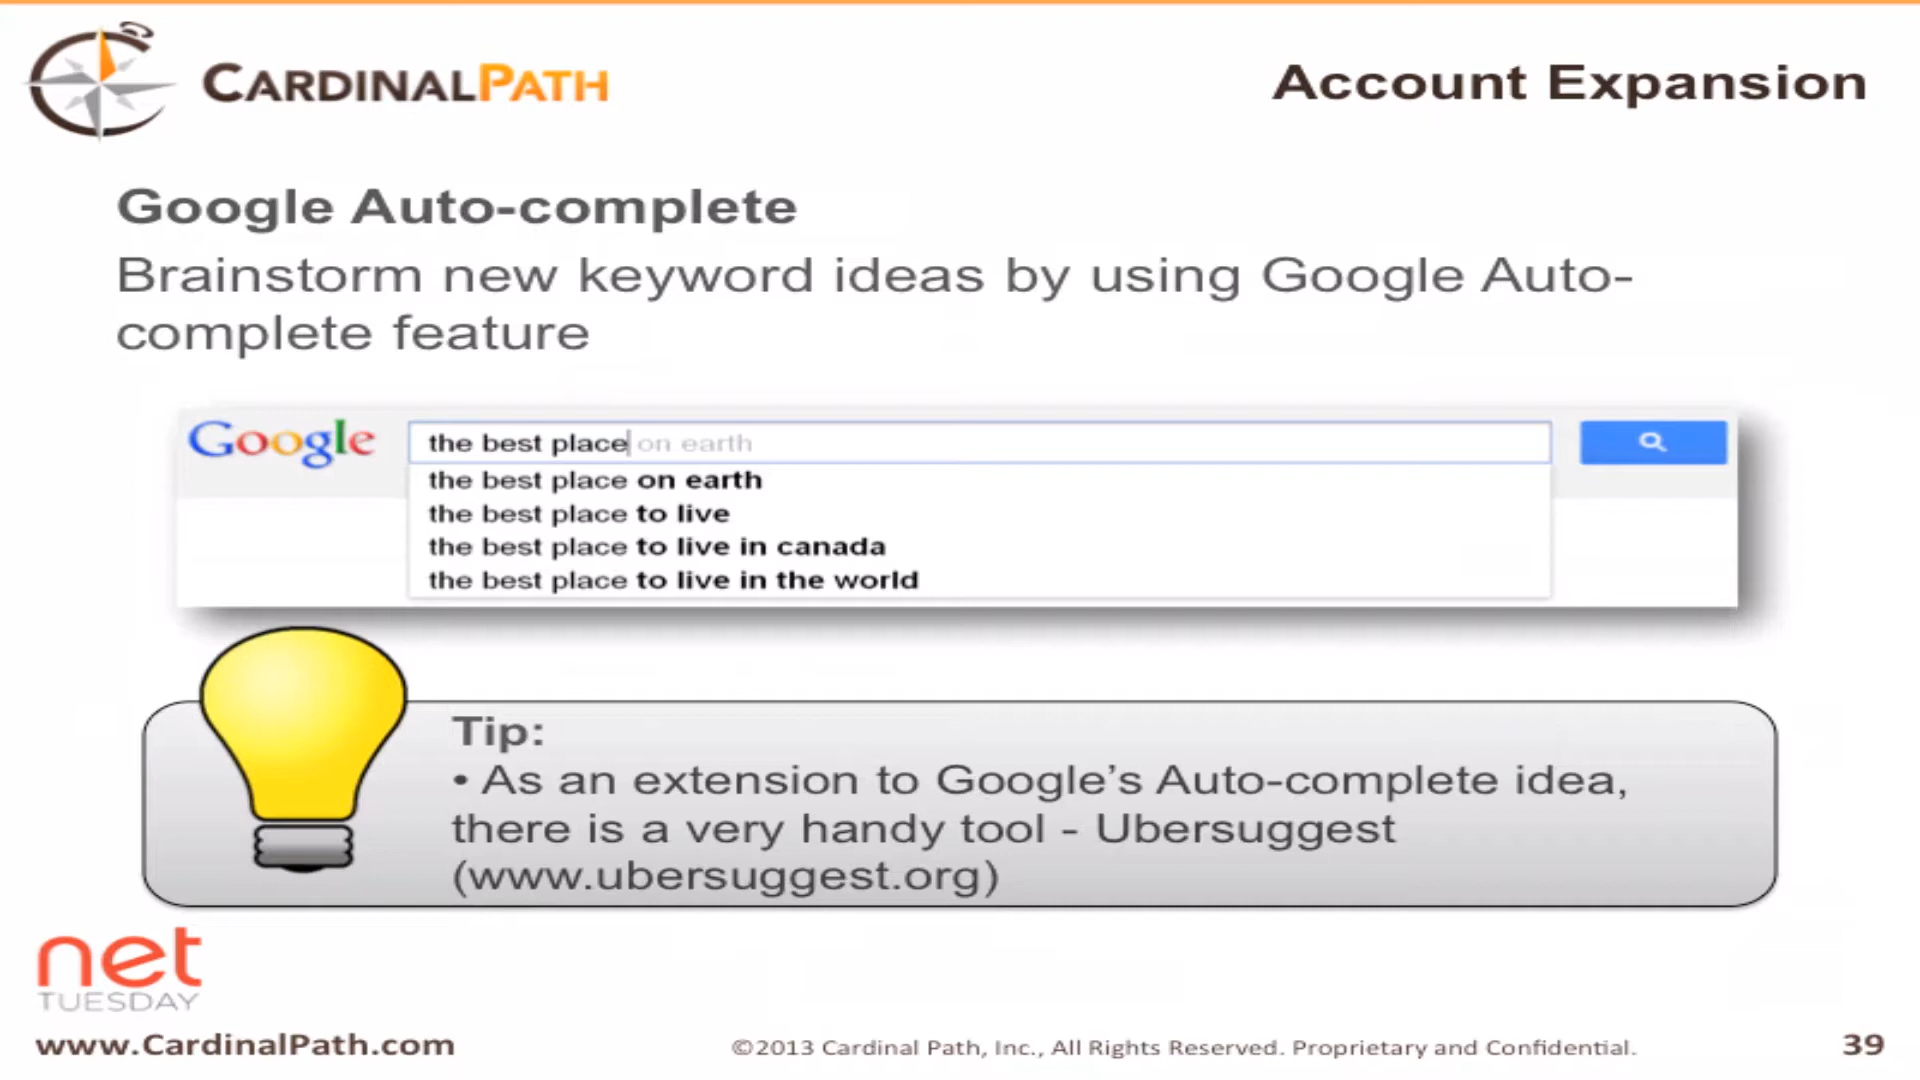 CARDINALPATH
Account Expansion
Google Auto-complete
Brainstorm new keyword ideas by using Google Auto-
complete feature
Google
the best place on earth
the best place on earth
the best place to live
the best place to live in canada
the best place to live in the world
Tip:
• As an extension to Google’s Auto-complete idea,
there is a very handy tool - Ubersuggest
(www.ubersuggest.org)
net
TUESDAY
www.CardinalPath.com
©2013 Cardinal Path, Inc., All Rights Reserved. Proprietary and Confidential.
39